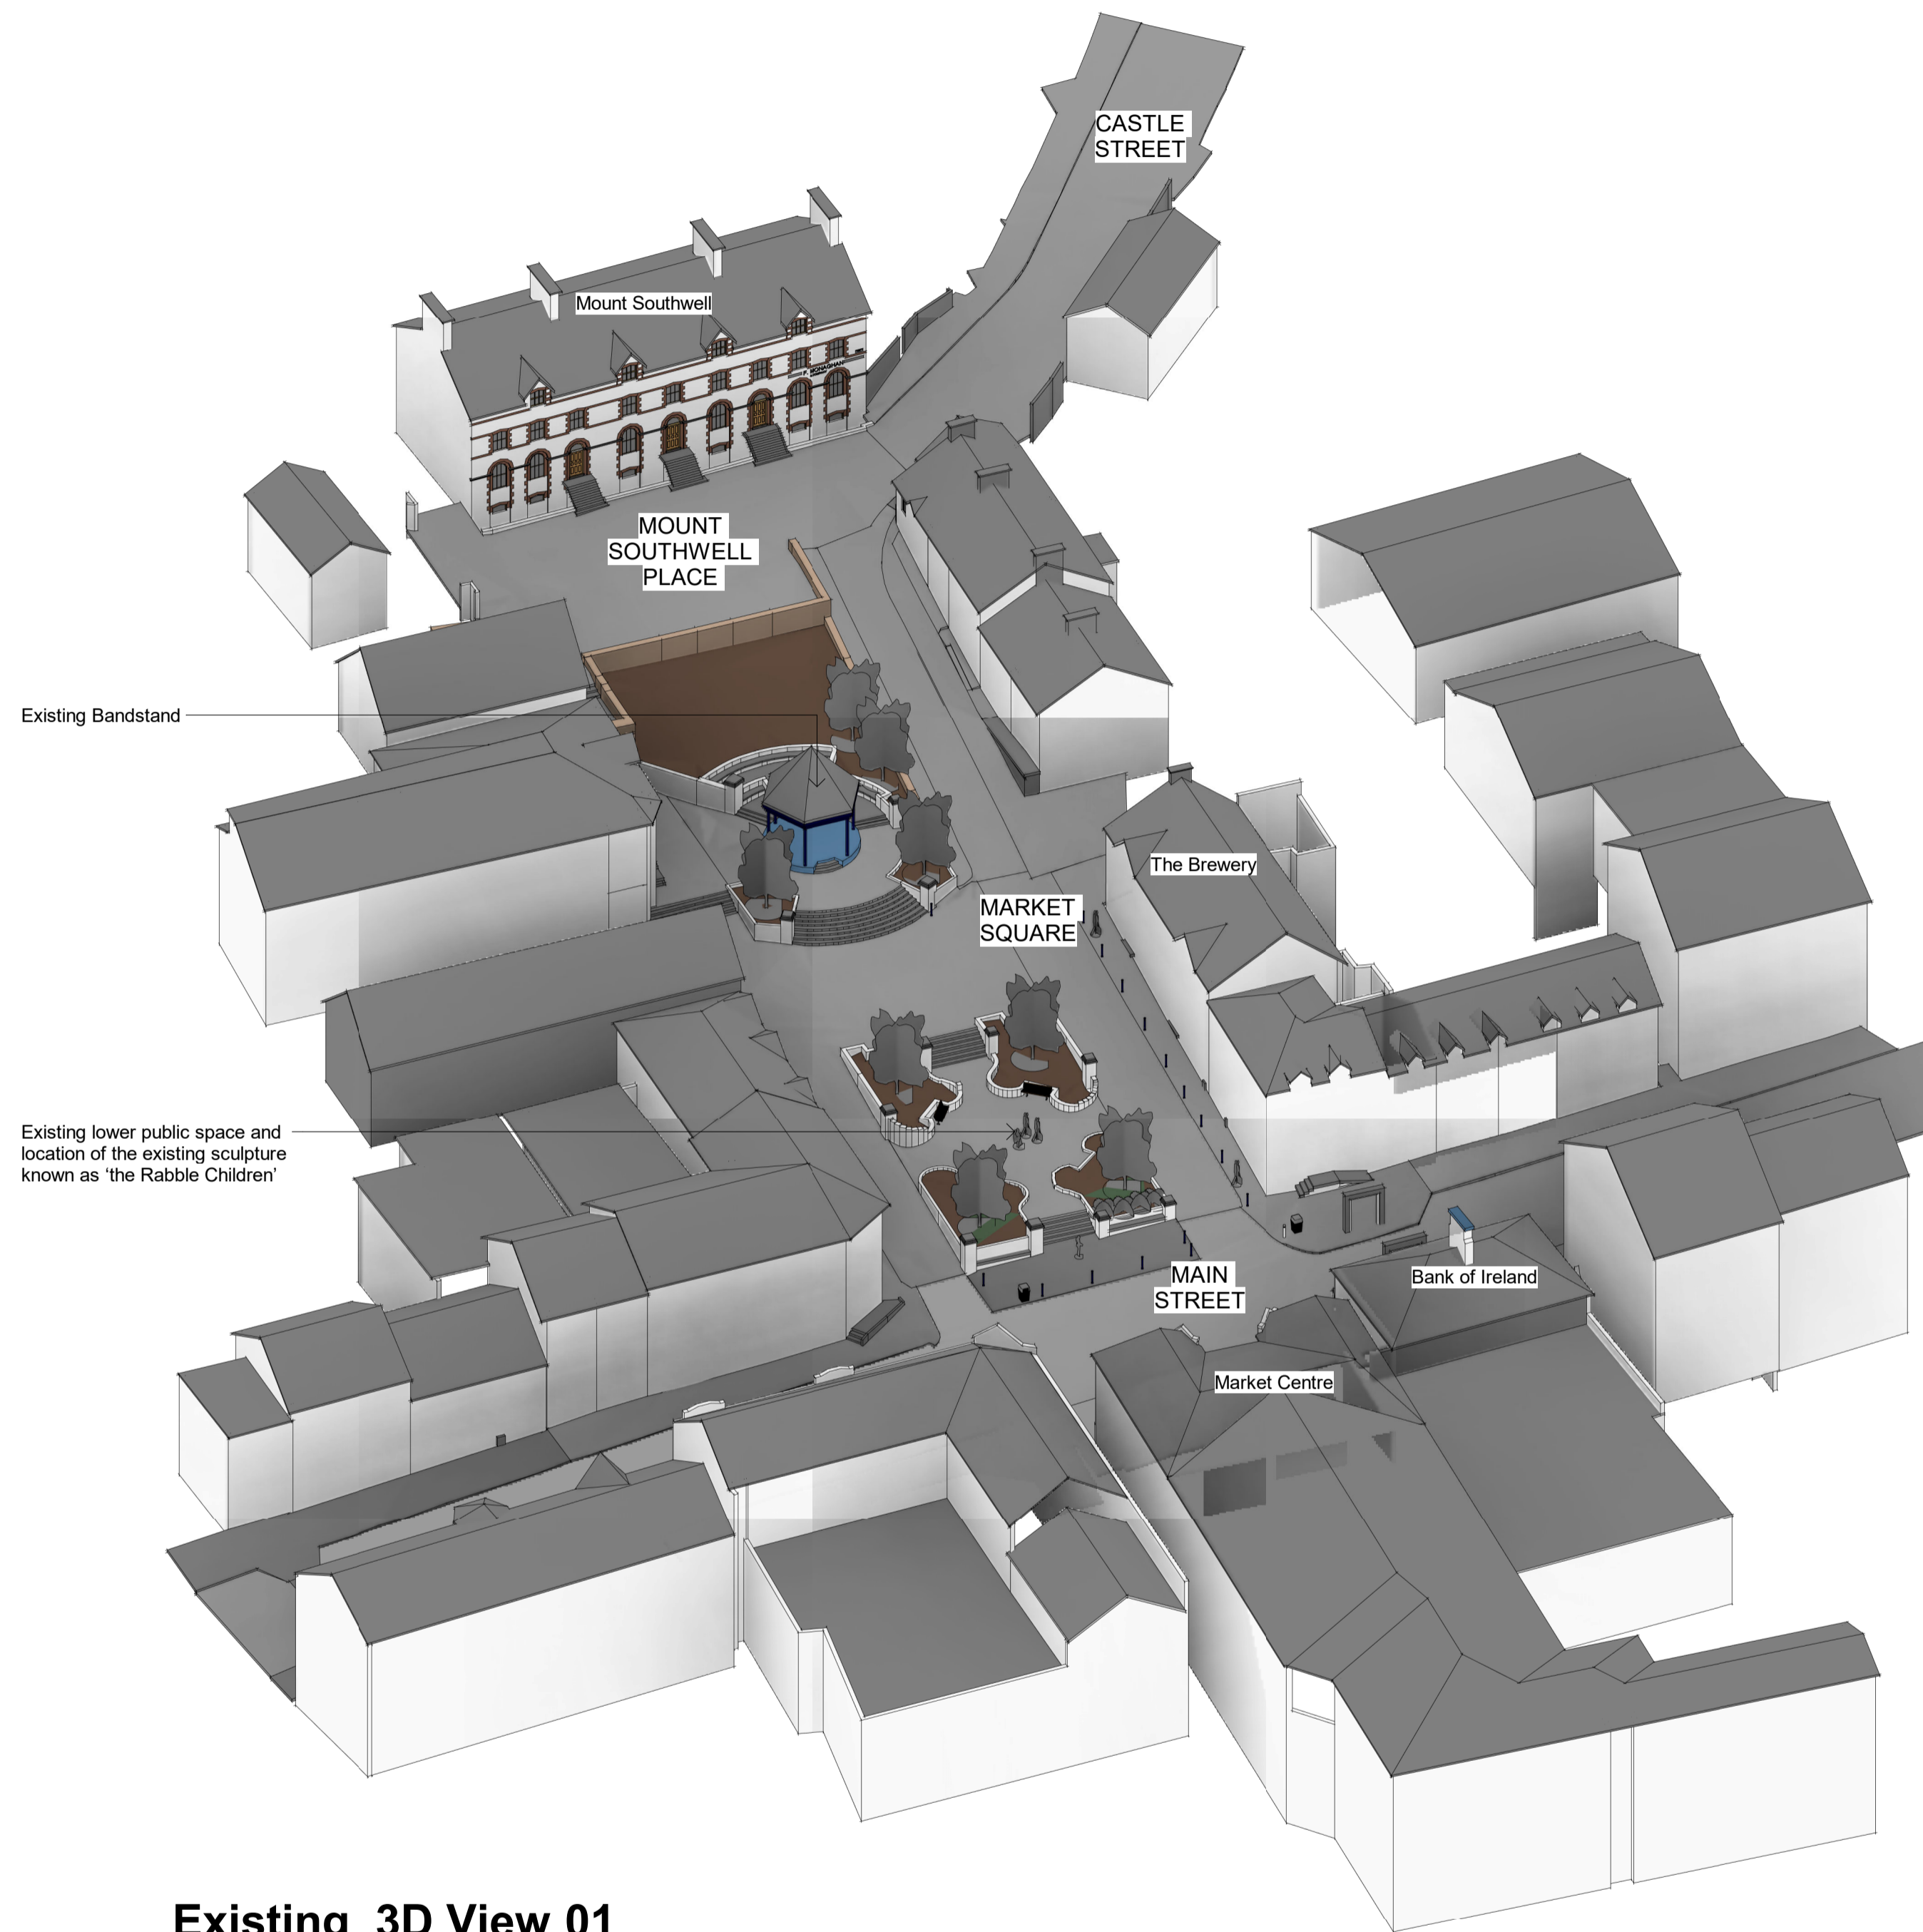 CASTLE
STREET
Mount Southwell
F. MONAGHAN
MOUNT
SOUTHWELL
PLACE
Existing Bandstand
The Brewery
MARKET
SQUARE
Existing lower public space and
location of the existing sculpture
known as ‘the Rabble Children’
MAIN
STREET
Bank of Ireland
Market Centre
Existing 3D View 01